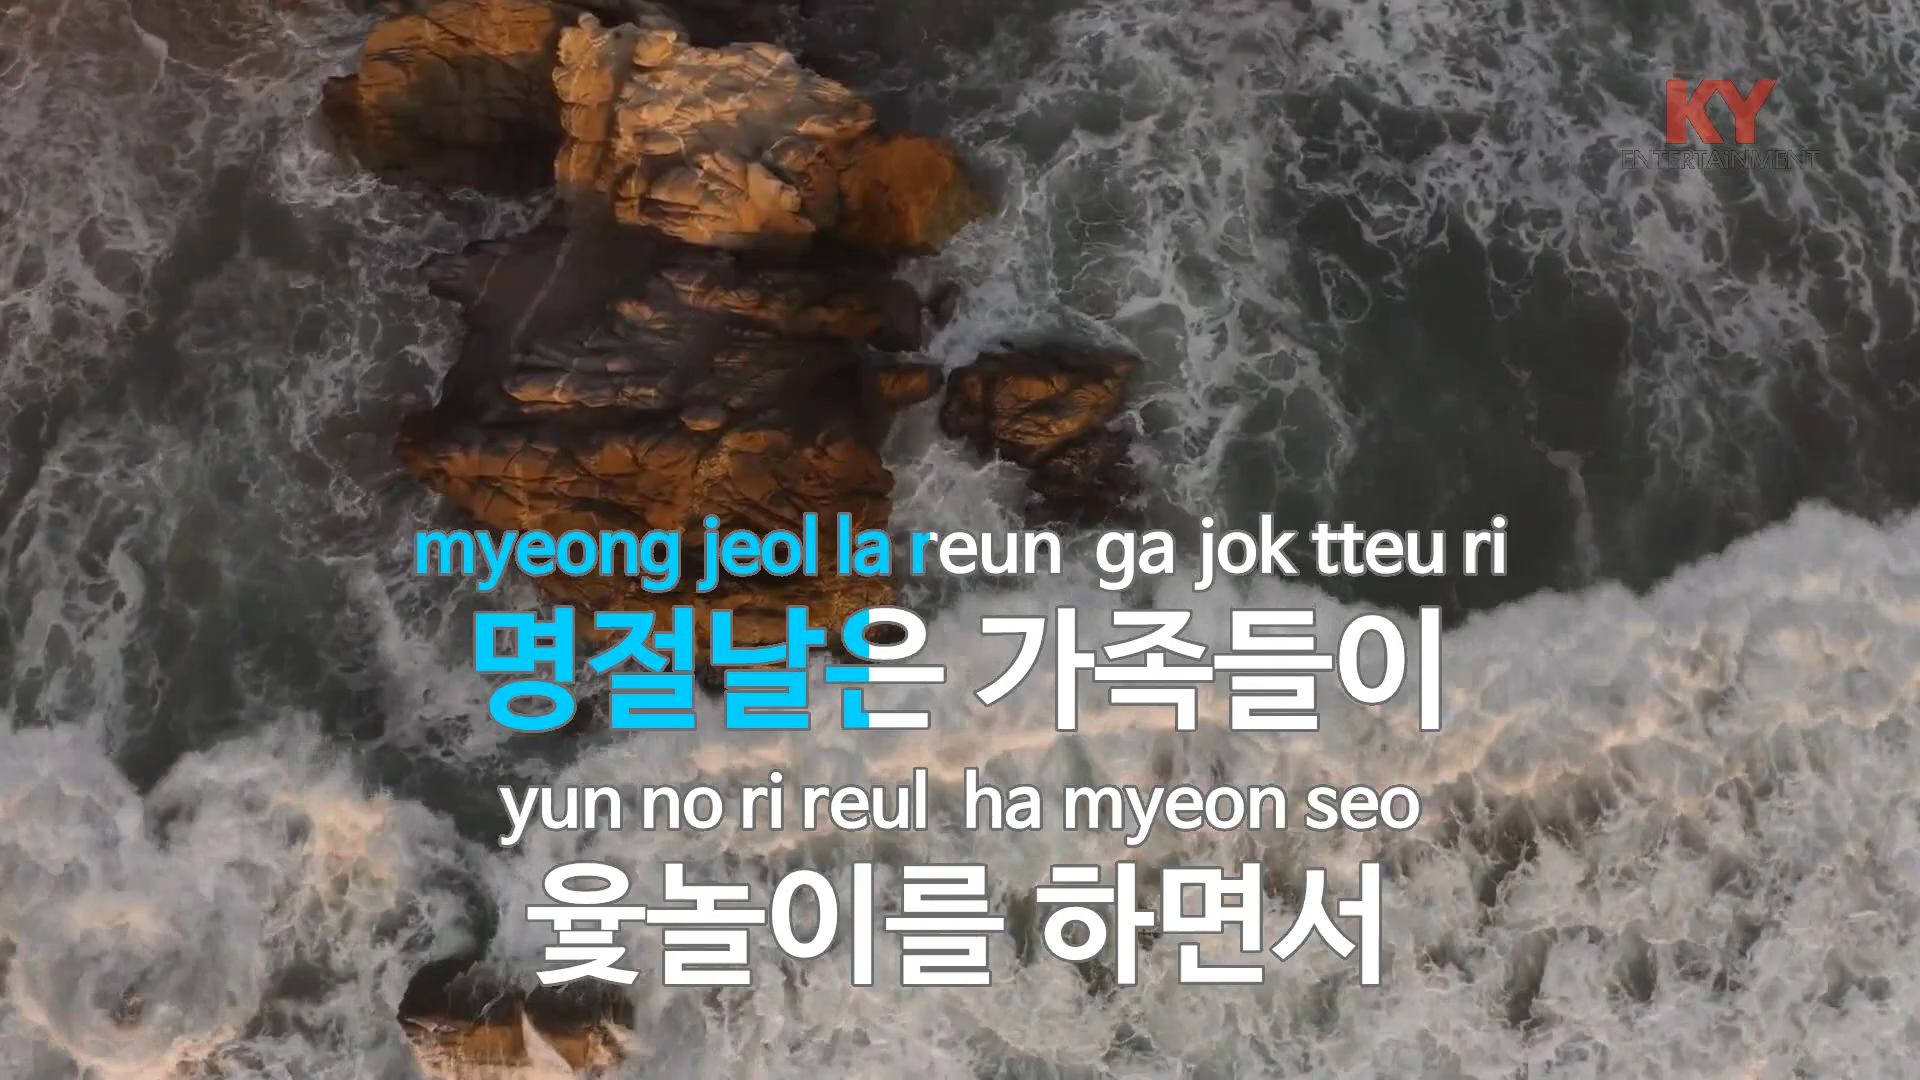 KY
ENTERTAINMENT
myeong jeol la reun ga jok tteu ri
명절날은 가족들이
yun no ri reul ha myeon seo
윷놀이를 하면서